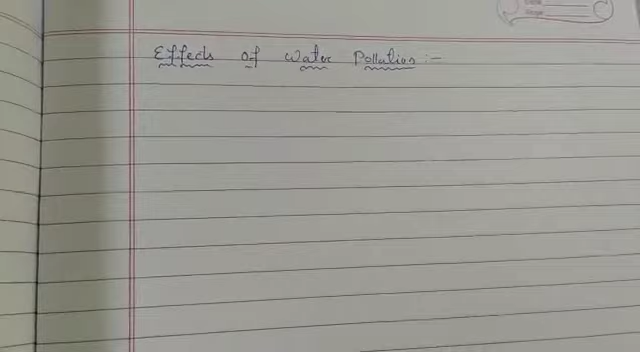 Effects of Water Pollution :-